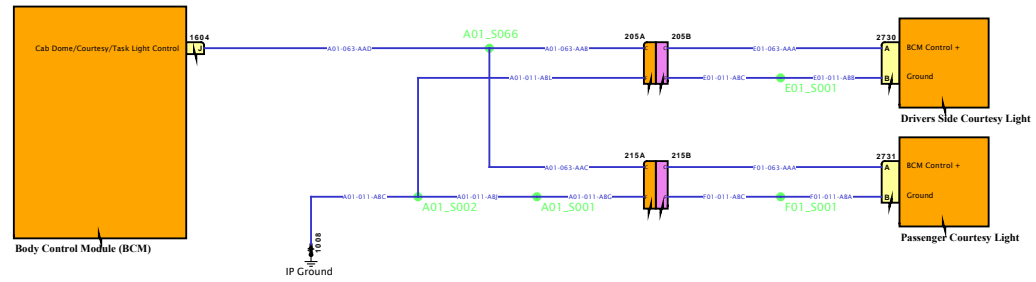 1604
Cab Dome/Courtesy/Task Light Control
J
A01-063-AAD
A01_S066
A01-063-AAB
205A
205B
C
C
E01-063-AAA
2730
A
BCM Control +
A01-011-ABL
E01-011-ABC
E01_S001
E01-011-ABB
B
Ground
Drivers Side Courtesy Light
A01-063-AAC
215A
215B
C
C
F01-063-AAA
2731
A
BCM Control +
A01-011-ABC
A01_S002
A01-011-ABJ
A01_S001
A01-011-ABG
F01-011-ABC
F01_S001
F01-011-ABA
B
Ground
Passenger Courtesy Light
Body Control Module (BCM)
1008
IP Ground